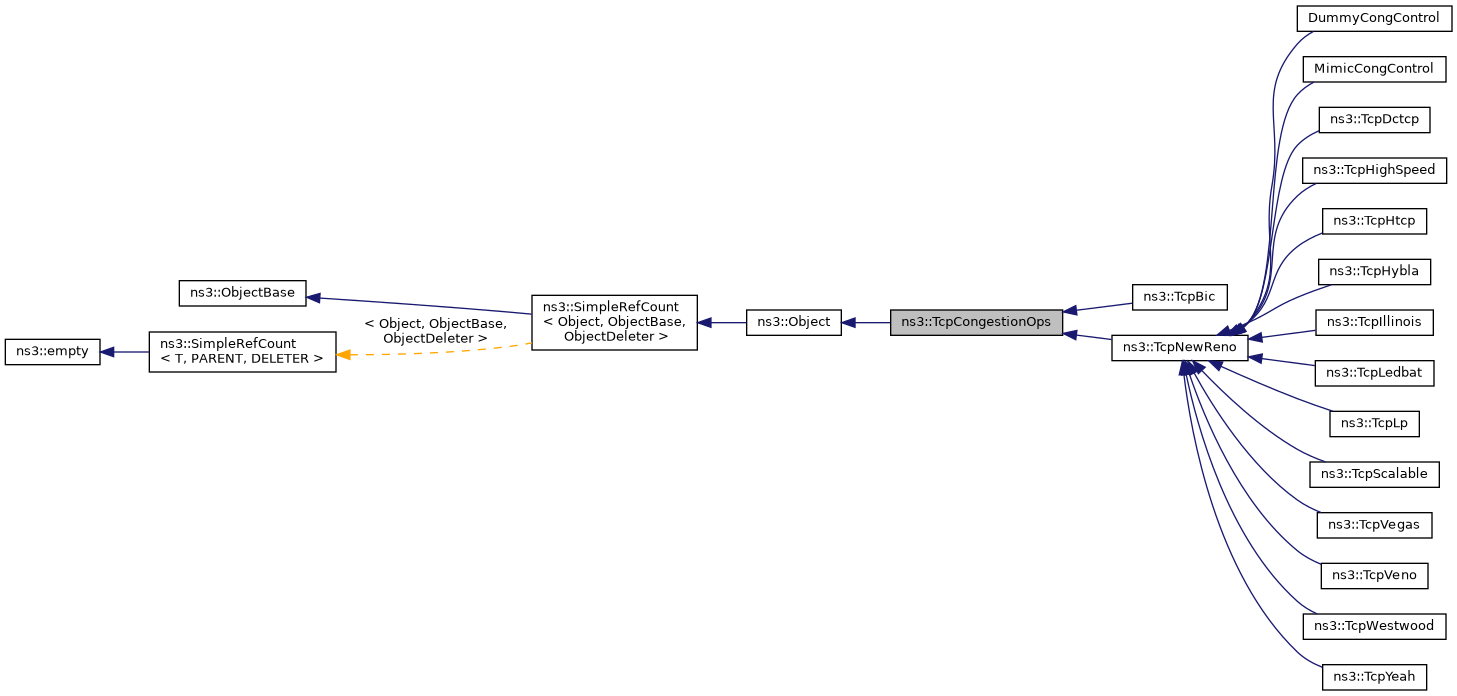 DummyCongControl
MimicCongControl
ns3::TcpDctcp
ns3::TcpHighSpeed
ns3::TcpHtcp
ns3::TcpHybla
ns3::ObjectBase
ns3::TcpBic
ns3::SimpleRefCount
< Object, ObjectBase,
ObjectDeleter >
< Object, ObjectBase,
ObjectDeleter >
ns3::Object
ns3::TcpCongestionOps
ns3::TcpIllinois
ns3::empty
ns3::SimpleRefCount
< T, PARENT, DELETER >
ns3::TcpNewReno
ns3::TcpLedbat
ns3::TcpLp
ns3::TcpScalable
ns3::TcpVegas
ns3::TcpVeno
ns3::TcpWestwood
ns3::TcpYeah